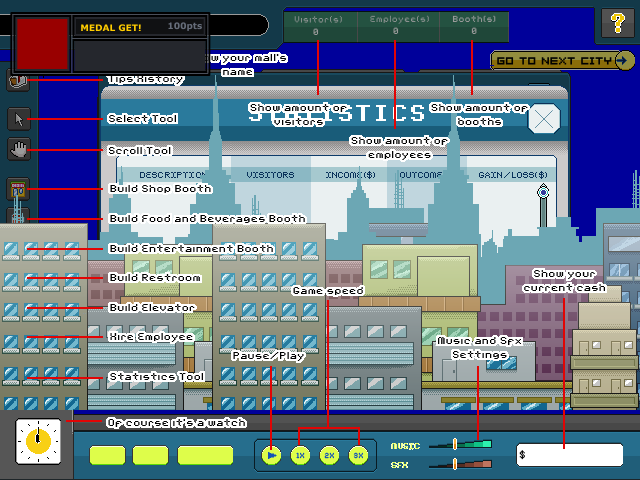 MEDAL GET!
100pts
Visitor(s)
0
Employee(s)
0
Booth(s)
0
?
GO TO NEXT CITY
your mall's
name
Tips History
Select Tool
Scroll Tool
Build Shop Booth
Build Food and Beverages Booth
Build Entertainment Booth
Build Restroom
Build Elevator
Hire Employee
Statistics Tool
Of course it's a watch
Show amount of
visitors
Show amount of
employees
Show amount of
booths
STATISTICS
DESCRIPTION
VISITORS
INCOME($)
OUTCOME
GAIN/LOSS($)
Game speed
Pause/Play
Music and Sfx
Settings
Show your
current cash
1X
2X
MUSIC
SFX
$